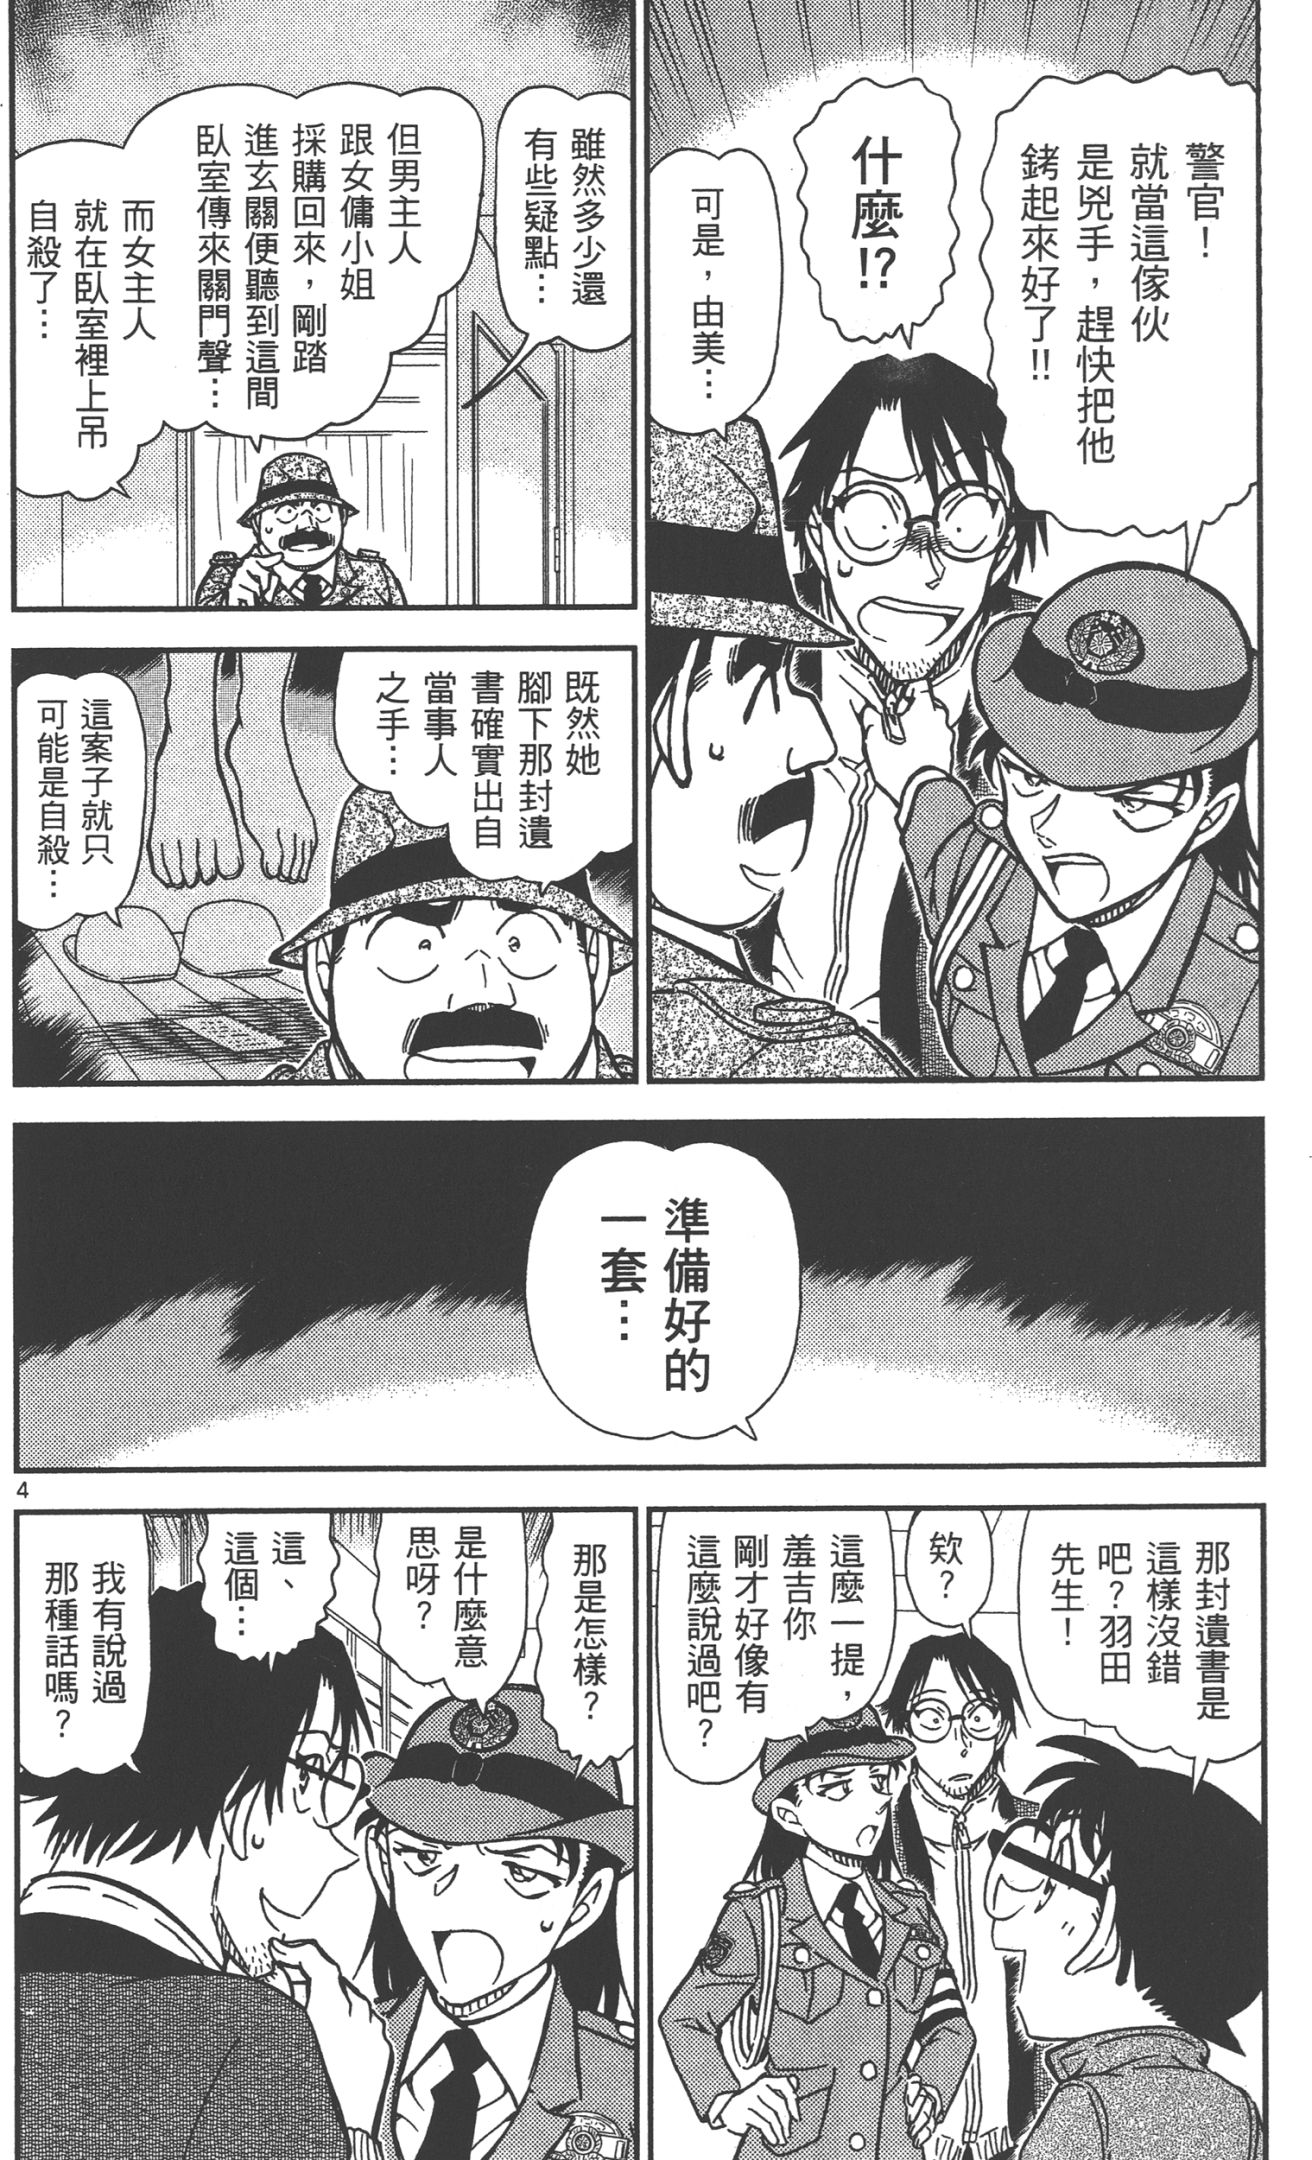 警官！
就當這傢伙
是兇手，趕快把他
銬起來好了!!
什麼!?
可是，由美…
雖然多少還
有些疑點…
但男主人
跟女傭小姐
採購回來，剛踏
進玄關便聽到這間
臥室傳來關門聲…
而女主人
就在臥室裡上吊
自殺了…
既然她
腳下那封遺
書確實出自
當事人
之手…
這案子就只
可能是自殺…
準備好的
一套…
4
那封遺書是
這樣沒錯
吧？羽田
先生！
欸？
這麼一提，
羞吉你
剛才好像有
這麼說過吧？
那是怎樣？
是什麼意
思呀？
這、
這個…
我有說過
那種話嗎？